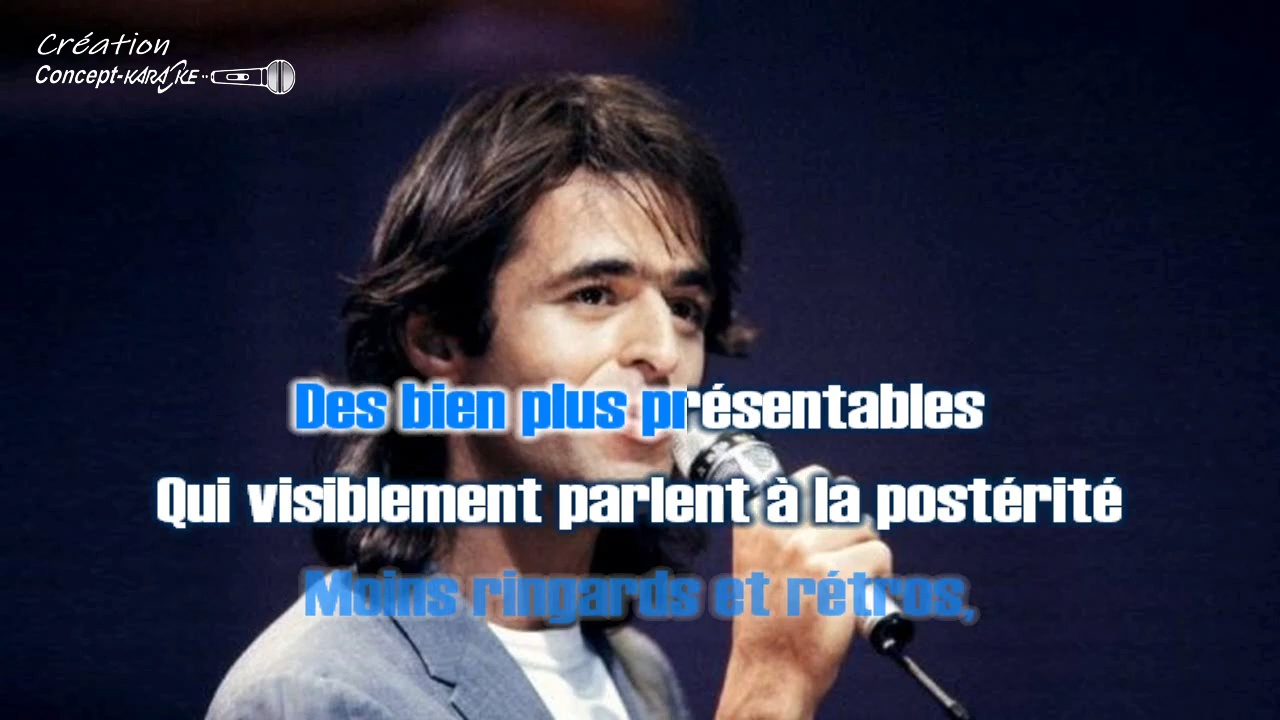 Création
Concept-KARAOKE
Des bien plus présentables
Qui visiblement parlent à la postérité
Moins ringards et rétros,